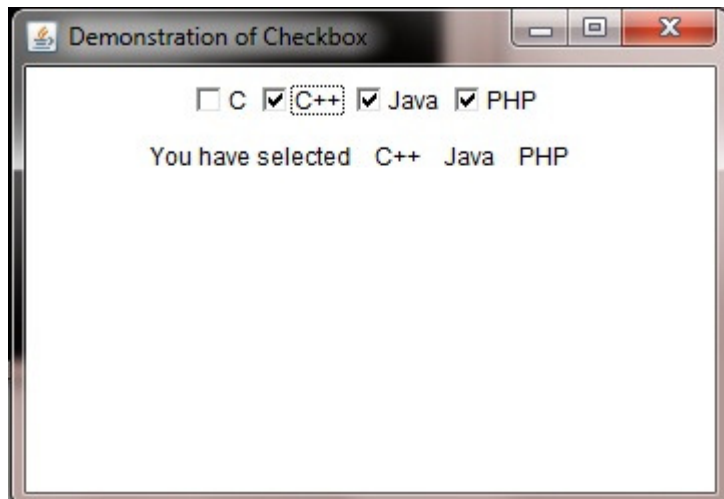 Demonstration of Checkbox
C C++ Java PHP
You have selected C++ Java PHP